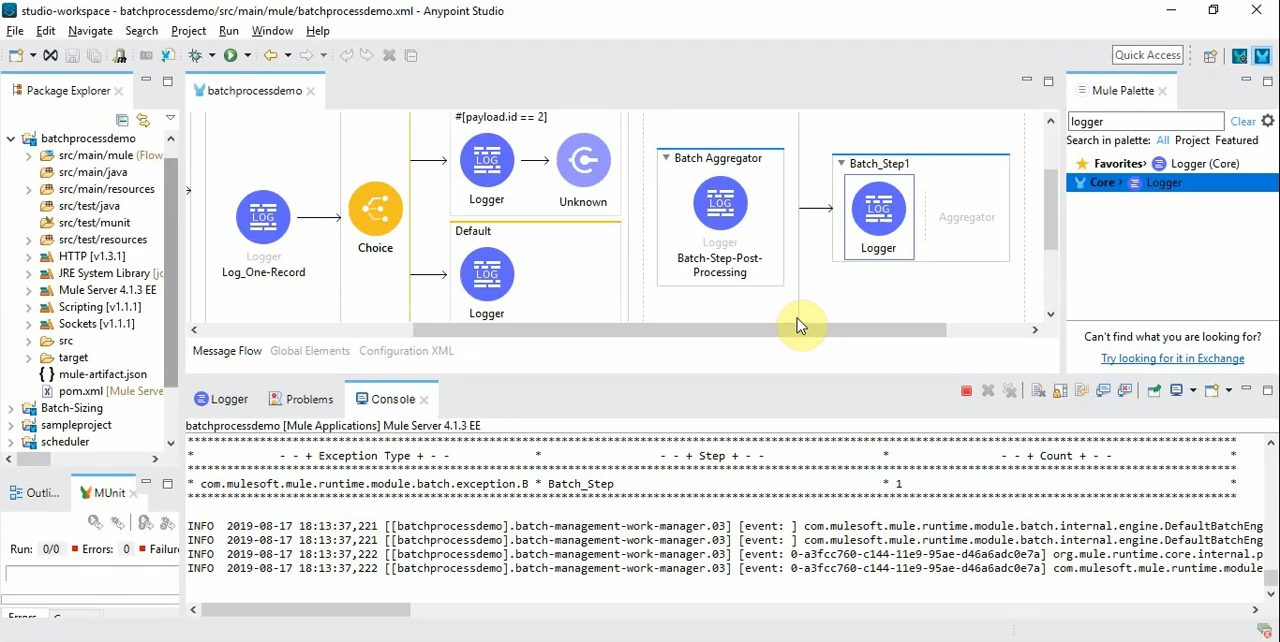 studio-workspace - batchprocessdemo/src/main/mule/batchprocessdemo.xml - Anypoint Studio
File Edit Navigate Search Project Run Window Help
Quick Access
Package Explorer
batchprocessdemo
src/main/mule (Flow
src/main/java
src/main/resources
src/test/java
src/test/munit
src/test/resources
HTTP [v1.3.1]
JRE System Library [jd
Mule Server 4.1.3 EE
Scripting [v1.1.1]
Sockets [v1.1.1]
src
target
mule-artifact.json
pom.xml [Mule Serve
Batch-Sizing
sampleproject
scheduler
Outli...
MUnit
Run: 0/0 Errors: 0 Failur
Errors
batchprocessdemo
LOG
Logger
Log_One-Record
Choice
#[payload.id == 2]
LOG
Logger
Unknown
Default
LOG
Logger
Batch Aggregator
LOG
Logger
Batch-Step-Post-
Processing
Batch_Step1
LOG
Logger
Aggregator
Message Flow Global Elements Configuration XML
Mule Palette
logger
Clear
Search in palette: All Project Featured
Favorites› Logger (Core)
Core › Logger
Can't find what you are looking for?
Try looking for it in Exchange
Logger Problems Console
batchprocessdemo [Mule Applications] Mule Server 4.1.3 EE
* - - + Exception Type + - - * - - + Step + - - * - - + Count + - - *
* com.mulesoft.mule.runtime.module.batch.exception.B * Batch_Step * 1 *
INFO 2019-08-17 18:13:37,221 [[batchprocessdemo].batch-management-work-manager.03] [event: ] com.mulesoft.mule.runtime.module.batch.internal.engine.DefaultBatchEng
INFO 2019-08-17 18:13:37,221 [[batchprocessdemo].batch-management-work-manager.03] [event: ] com.mulesoft.mule.runtime.module.batch.internal.engine.DefaultBatchEng
INFO 2019-08-17 18:13:37,222 [[batchprocessdemo].batch-management-work-manager.03] [event: 0-a3fcc760-c144-11e9-95ae-d46a6adc0e7a] org.mule.runtime.core.internal.p
INFO 2019-08-17 18:13:37,222 [[batchprocessdemo].batch-management-work-manager.03] [event: 0-a3fcc760-c144-11e9-95ae-d46a6adc0e7a] com.mulesoft.mule.runtime.module